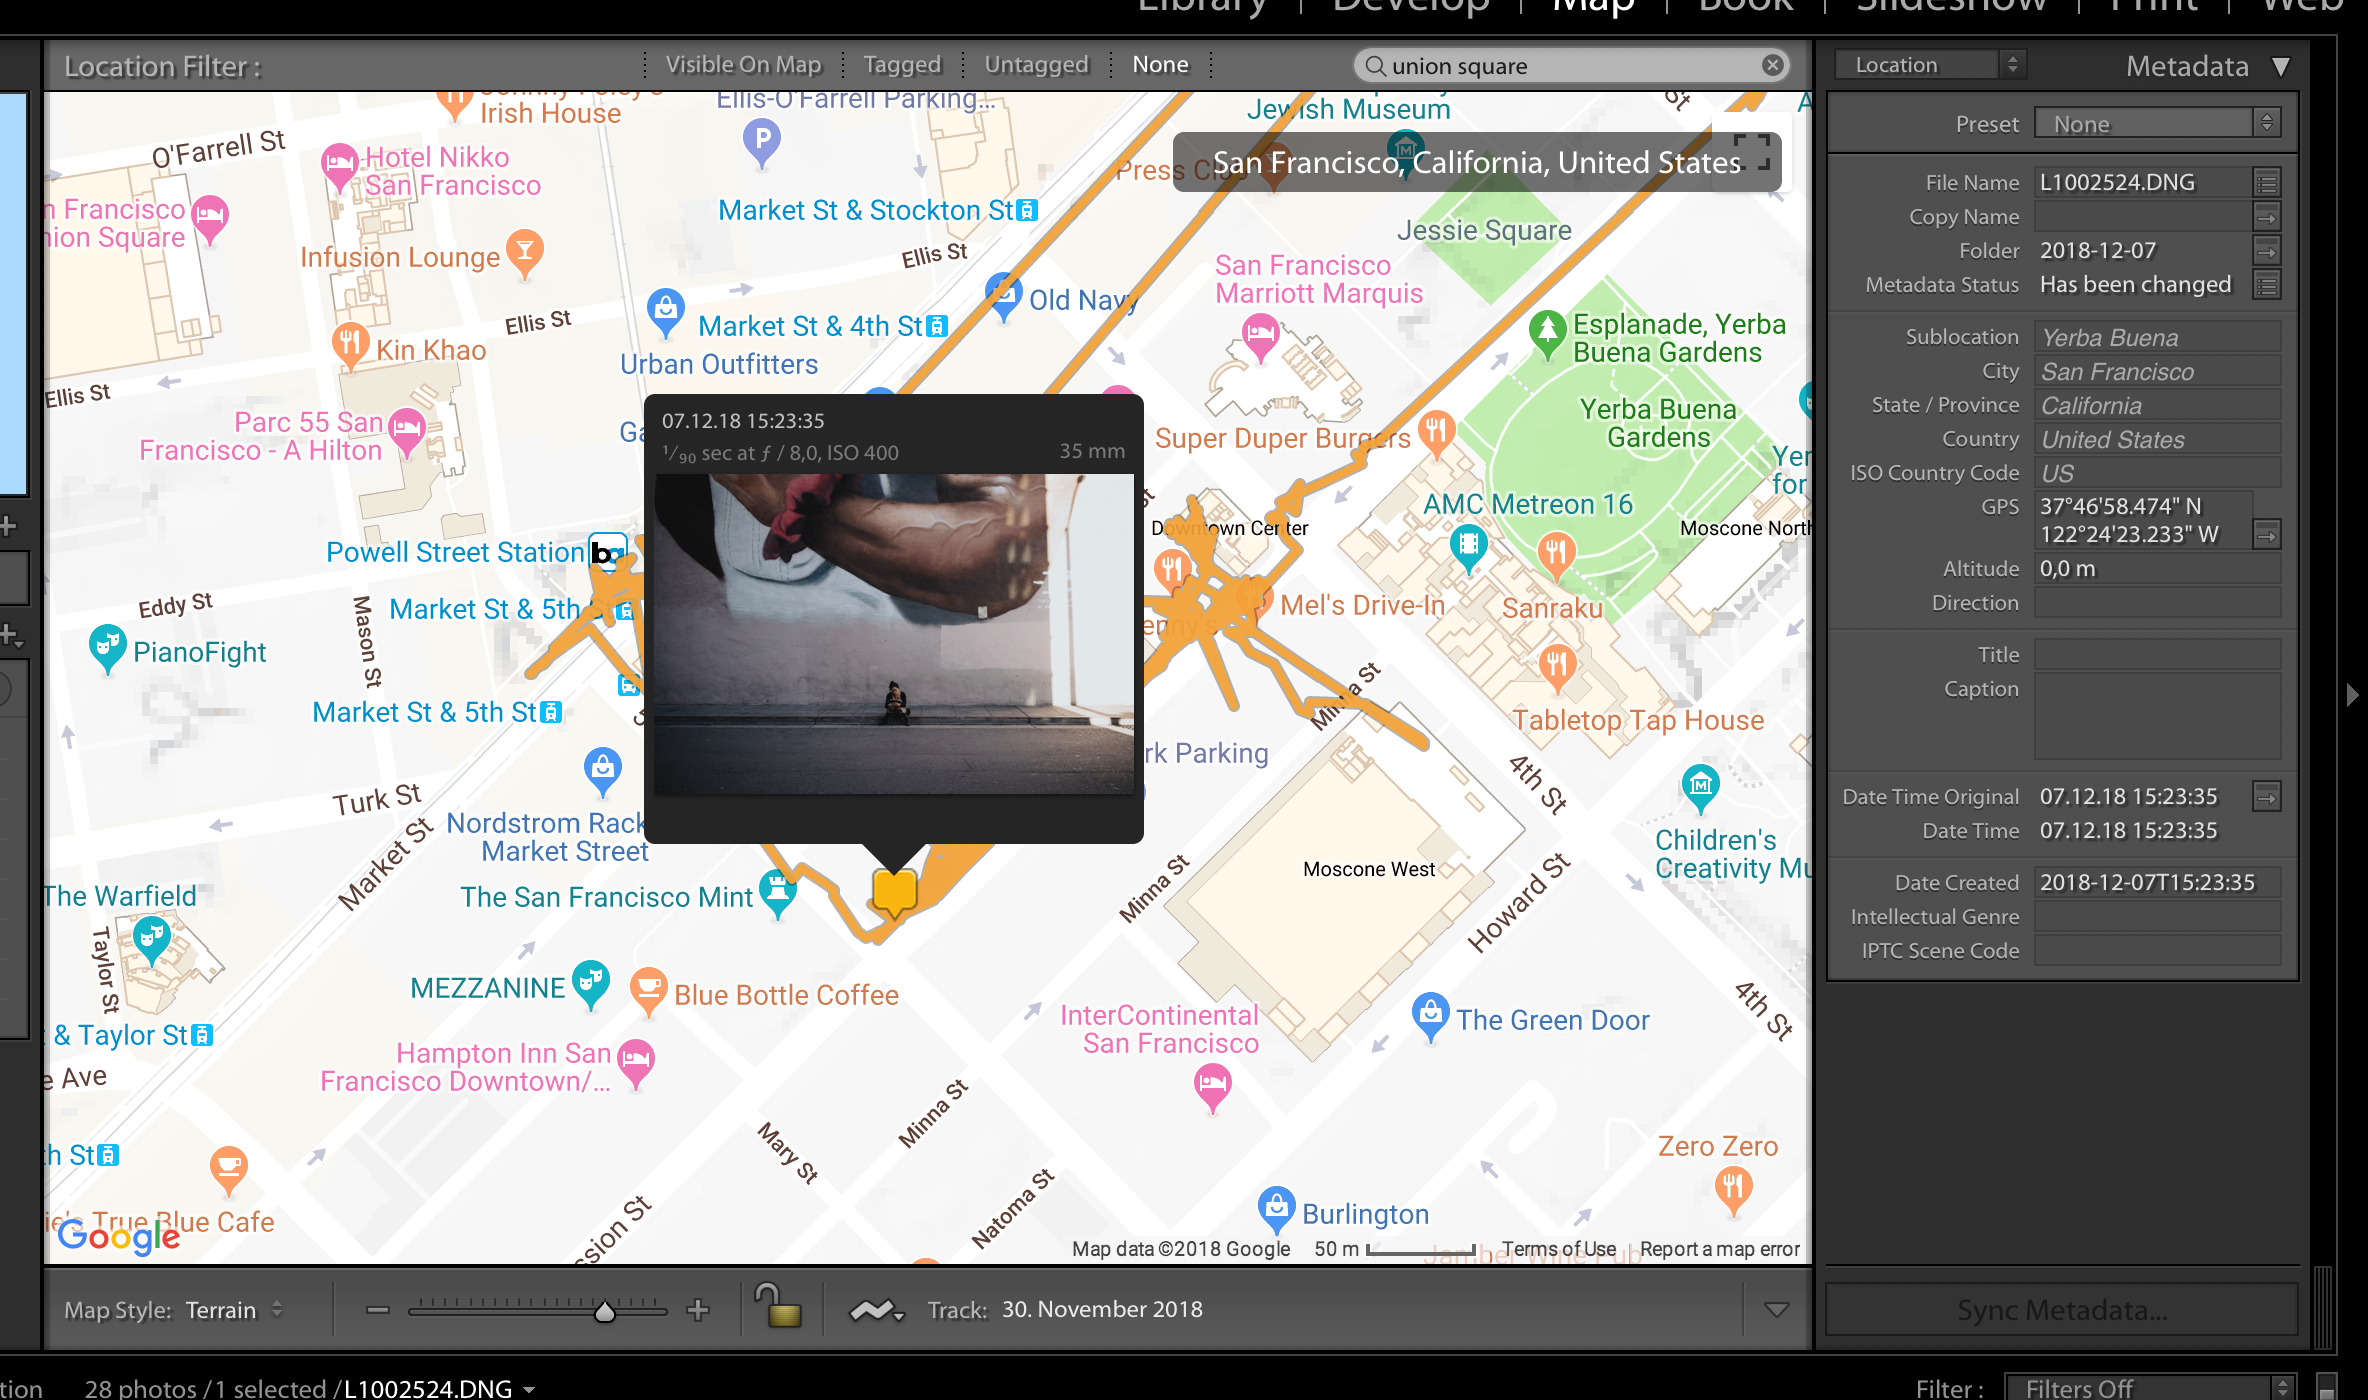 Library | Develop | Map | Book | Slideshow | Print | Web
Location Filter :
Visible On Map
Tagged
Untagged
None
union square
Location
Metadata
San Francisco, California, United States
Irish House
Ellis-O'Farrell Parking...
Jewish Museum
St
O'Farrell St
Hotel Nikko
San Francisco
Press Club
n Francisco
nion Square
Market St & Stockton St
Jessie Square
Infusion Lounge
Ellis St
San Francisco
Marriott Marquis
Old Navy
Ellis St
Market St & 4th St
Esplanade, Yerba
Buena Gardens
Kin Khao
Urban Outfitters
Ellis St
Yerba Buena
Gardens
Parc 55 San
Francisco - A Hilton
Super Duper Burgers
Yer
for
AMC Metreon 16
Downtown Center
Moscone North
Powell Street Station
Eddy St
Mason St
Market St & 5th St
Mel's Drive-In
Sanraku
enny's
PianoFight
Market St & 5th St
Minna St
Tabletop Tap House
rk Parking
4th St
Turk St
Market St
Nordstrom Rack
Market Street
Children's
Creativity Mu
Moscone West
Minna St
Howard St
The Warfield
The San Francisco Mint
Taylor St
MEZZANINE
Blue Bottle Coffee
4th St
InterContinental
San Francisco
The Green Door
& Taylor St
Hampton Inn San
Francisco Downtown/...
e Ave
Minna St
Mary St
Zero Zero
h St
Natoma St
ssion St
Burlington
ie's True Blue Cafe
Google
Map data ©2018 Google
50 m
Terms of Use
Report a map error
07.12.18 15:23:35
1/90 sec at ƒ / 8,0, ISO 400
35 mm
Preset None
File Name L1002524.DNG
Copy Name
Folder 2018-12-07
Metadata Status Has been changed
Sublocation Yerba Buena
City San Francisco
State / Province California
Country United States
ISO Country Code US
GPS 37°46'58.474" N
122°24'23.233" W
Altitude 0,0 m
Direction
Title
Caption
Date Time Original 07.12.18 15:23:35
Date Time 07.12.18 15:23:35
Date Created 2018-12-07T15:23:35
Intellectual Genre
IPTC Scene Code
Map Style: Terrain
Track: 30. November 2018
Sync Metadata...
tion
28 photos / 1 selected / L1002524.DNG
Filter :
Filters Off